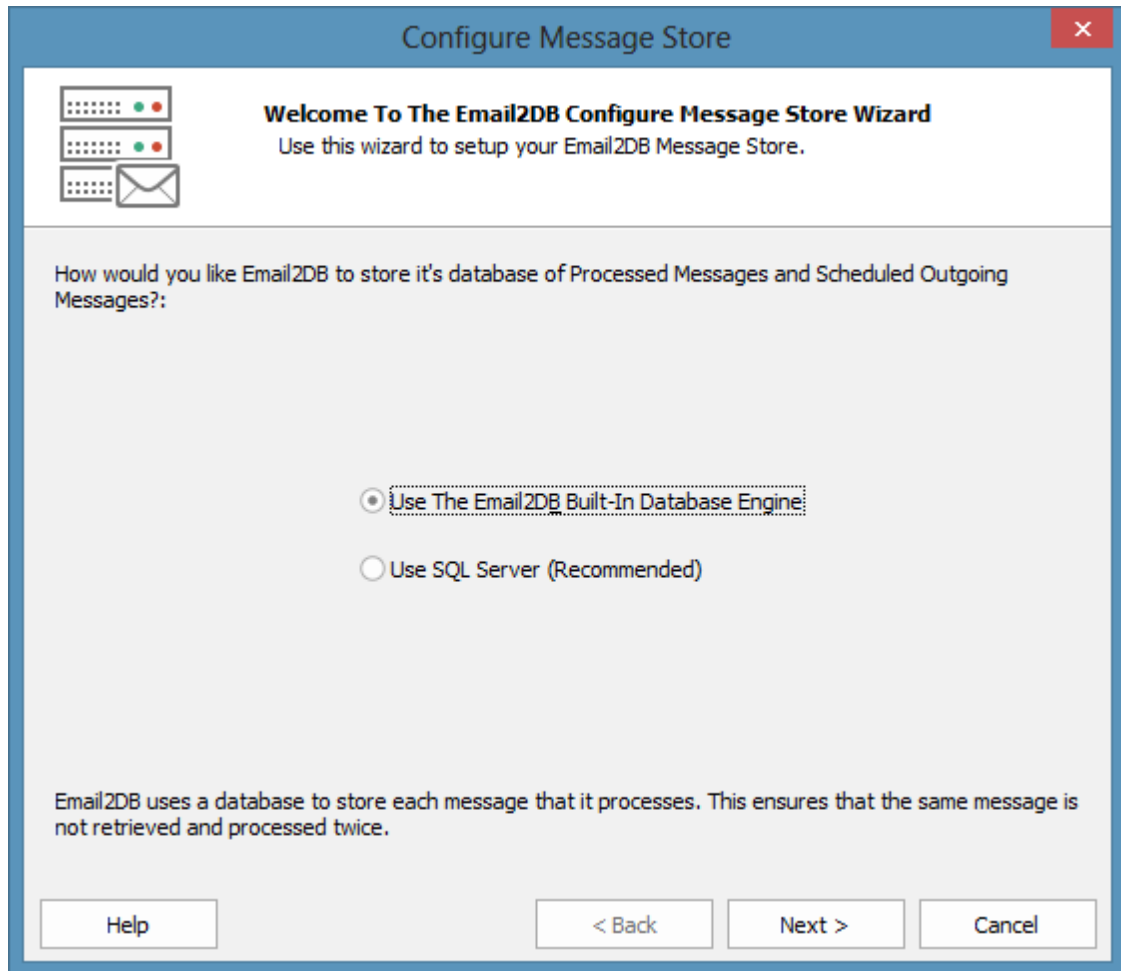 Configure Message Store
Welcome To The Email2DB Configure Message Store Wizard
Use this wizard to setup your Email2DB Message Store.
How would you like Email2DB to store it's database of Processed Messages and Scheduled Outgoing
Messages?:
Use The Email2DB Built-In Database Engine
Use SQL Server (Recommended)
Email2DB uses a database to store each message that it processes. This ensures that the same message is
not retrieved and processed twice.
Help
< Back
Next >
Cancel